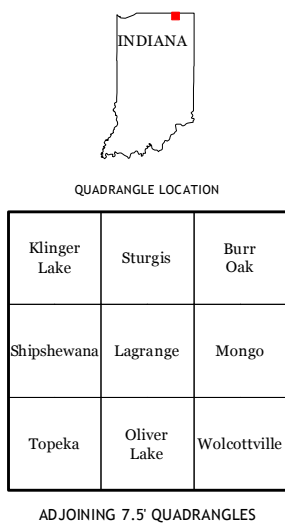 INDIANA
QUADRANGLE LOCATION
Klinger
Lake
Sturgis
Burr
Oak
Shipshewana
Lagrange
Mongo
Topeka
Oliver
Lake
Wolcottville
ADJOINING 7.5' QUADRANGLES